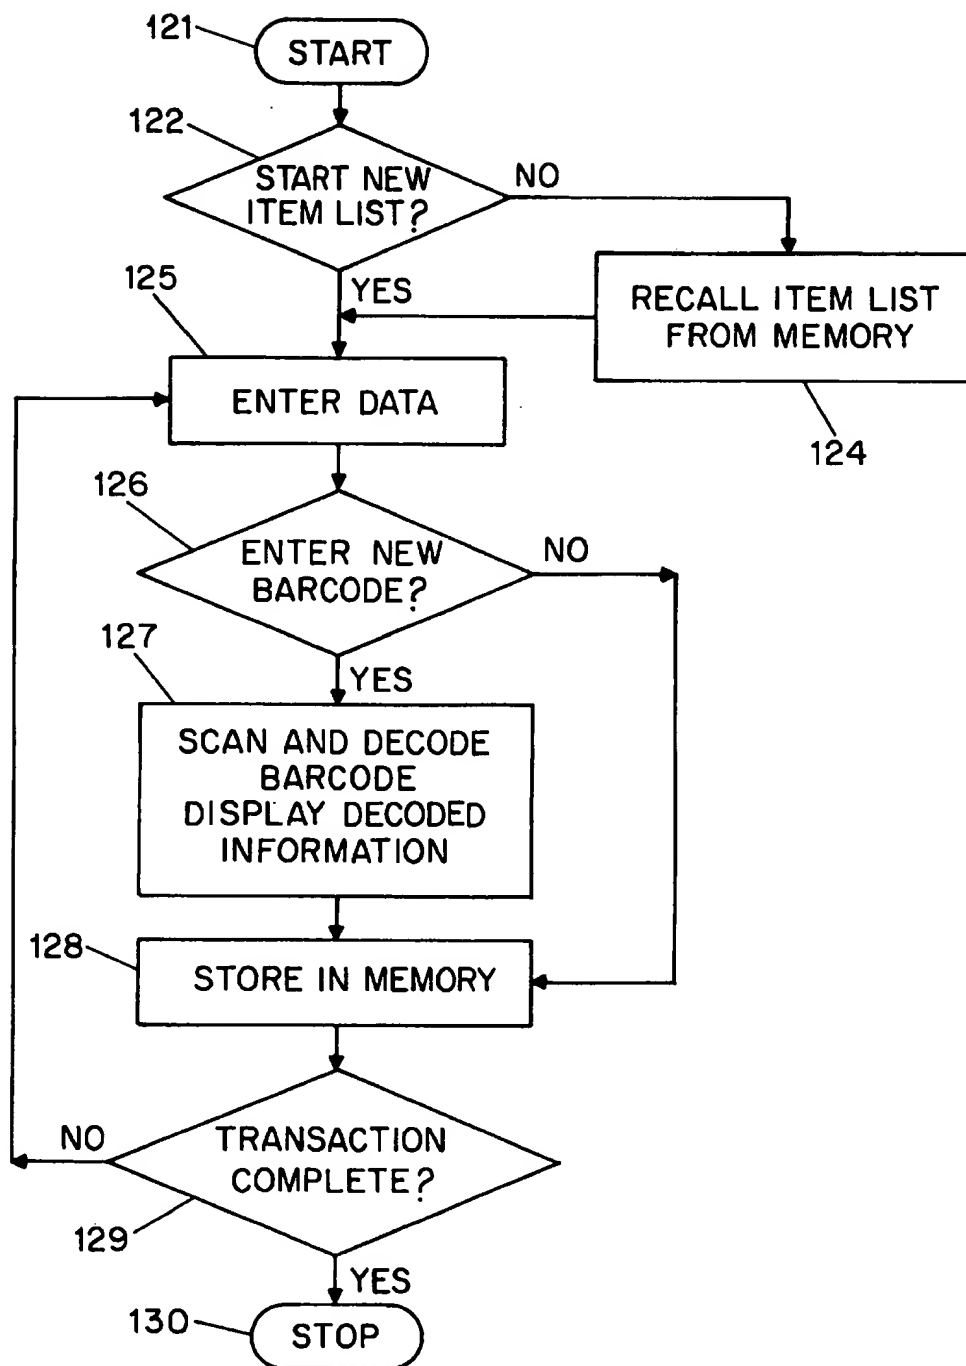 121
START
122
START NEW
ITEM LIST?
NO
YES
125
RECALL ITEM LIST
FROM MEMORY
124
ENTER DATA
126
ENTER NEW
BARCODE?
NO
127
YES
SCAN AND DECODE
BARCODE
DISPLAY DECODED
INFORMATION
128
STORE IN MEMORY
NO
TRANSACTION
COMPLETE?
129
YES
130
STOP